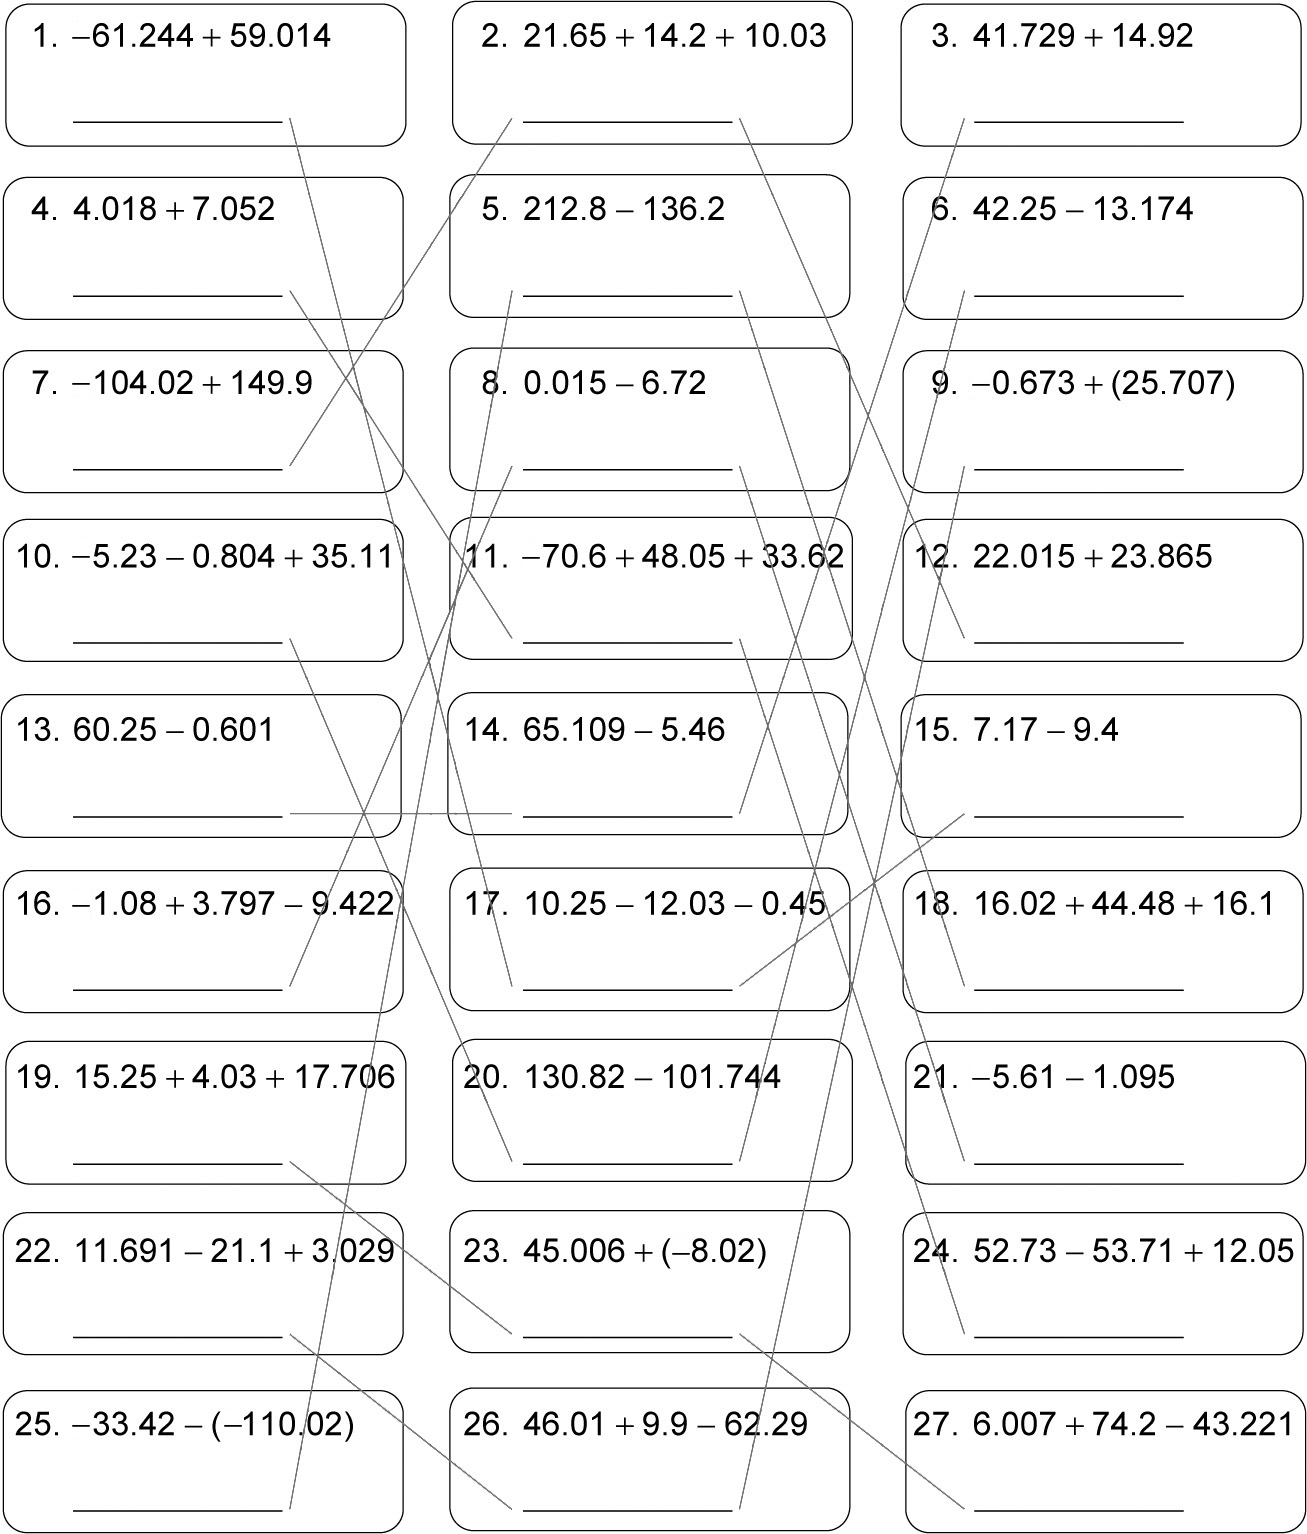 1. −61.244 + 59.014
2. 21.65 + 14.2 + 10.03
3. 41.729 + 14.92
4. 4.018 + 7.052
5. 212.8 − 136.2
6. 42.25 − 13.174
7. −104.02 + 149.9
8. 0.015 − 6.72
9. −0.673 + (25.707)
10. −5.23 − 0.804 + 35.11
11. −70.6 + 48.05 + 33.62
12. 22.015 + 23.865
13. 60.25 − 0.601
14. 65.109 − 5.46
15. 7.17 − 9.4
16. −1.08 + 3.797 − 9.422
17. 10.25 − 12.03 − 0.45
18. 16.02 + 44.48 + 16.1
19. 15.25 + 4.03 + 17.706
20. 130.82 − 101.744
21. −5.61 − 1.095
22. 11.691 − 21.1 + 3.029
23. 45.006 + (−8.02)
24. 52.73 − 53.71 + 12.05
25. −33.42 − (−110.02)
26. 46.01 + 9.9 − 62.29
27. 6.007 + 74.2 − 43.221